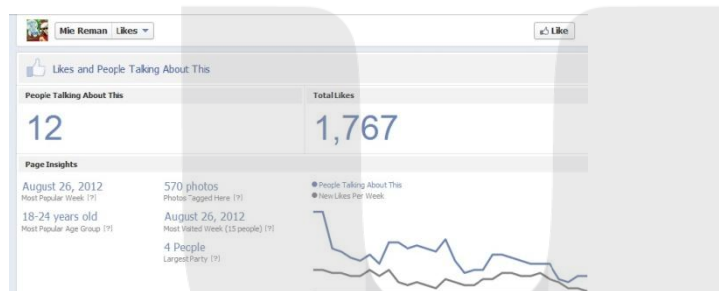 Mie Reman Likes
Like
Likes and People Talking About This
People Talking About This
12
Total Likes
1,767
Page Insights
August 26, 2012
Most Popular Week [?]
18-24 years old
Most Popular Age Group [?]
570 photos
Photos Tagged Here [?]
August 26, 2012
Most Visited Week (15 people) [?]
4 People
Largest Party [?]
People Talking About This
New Likes Per Week